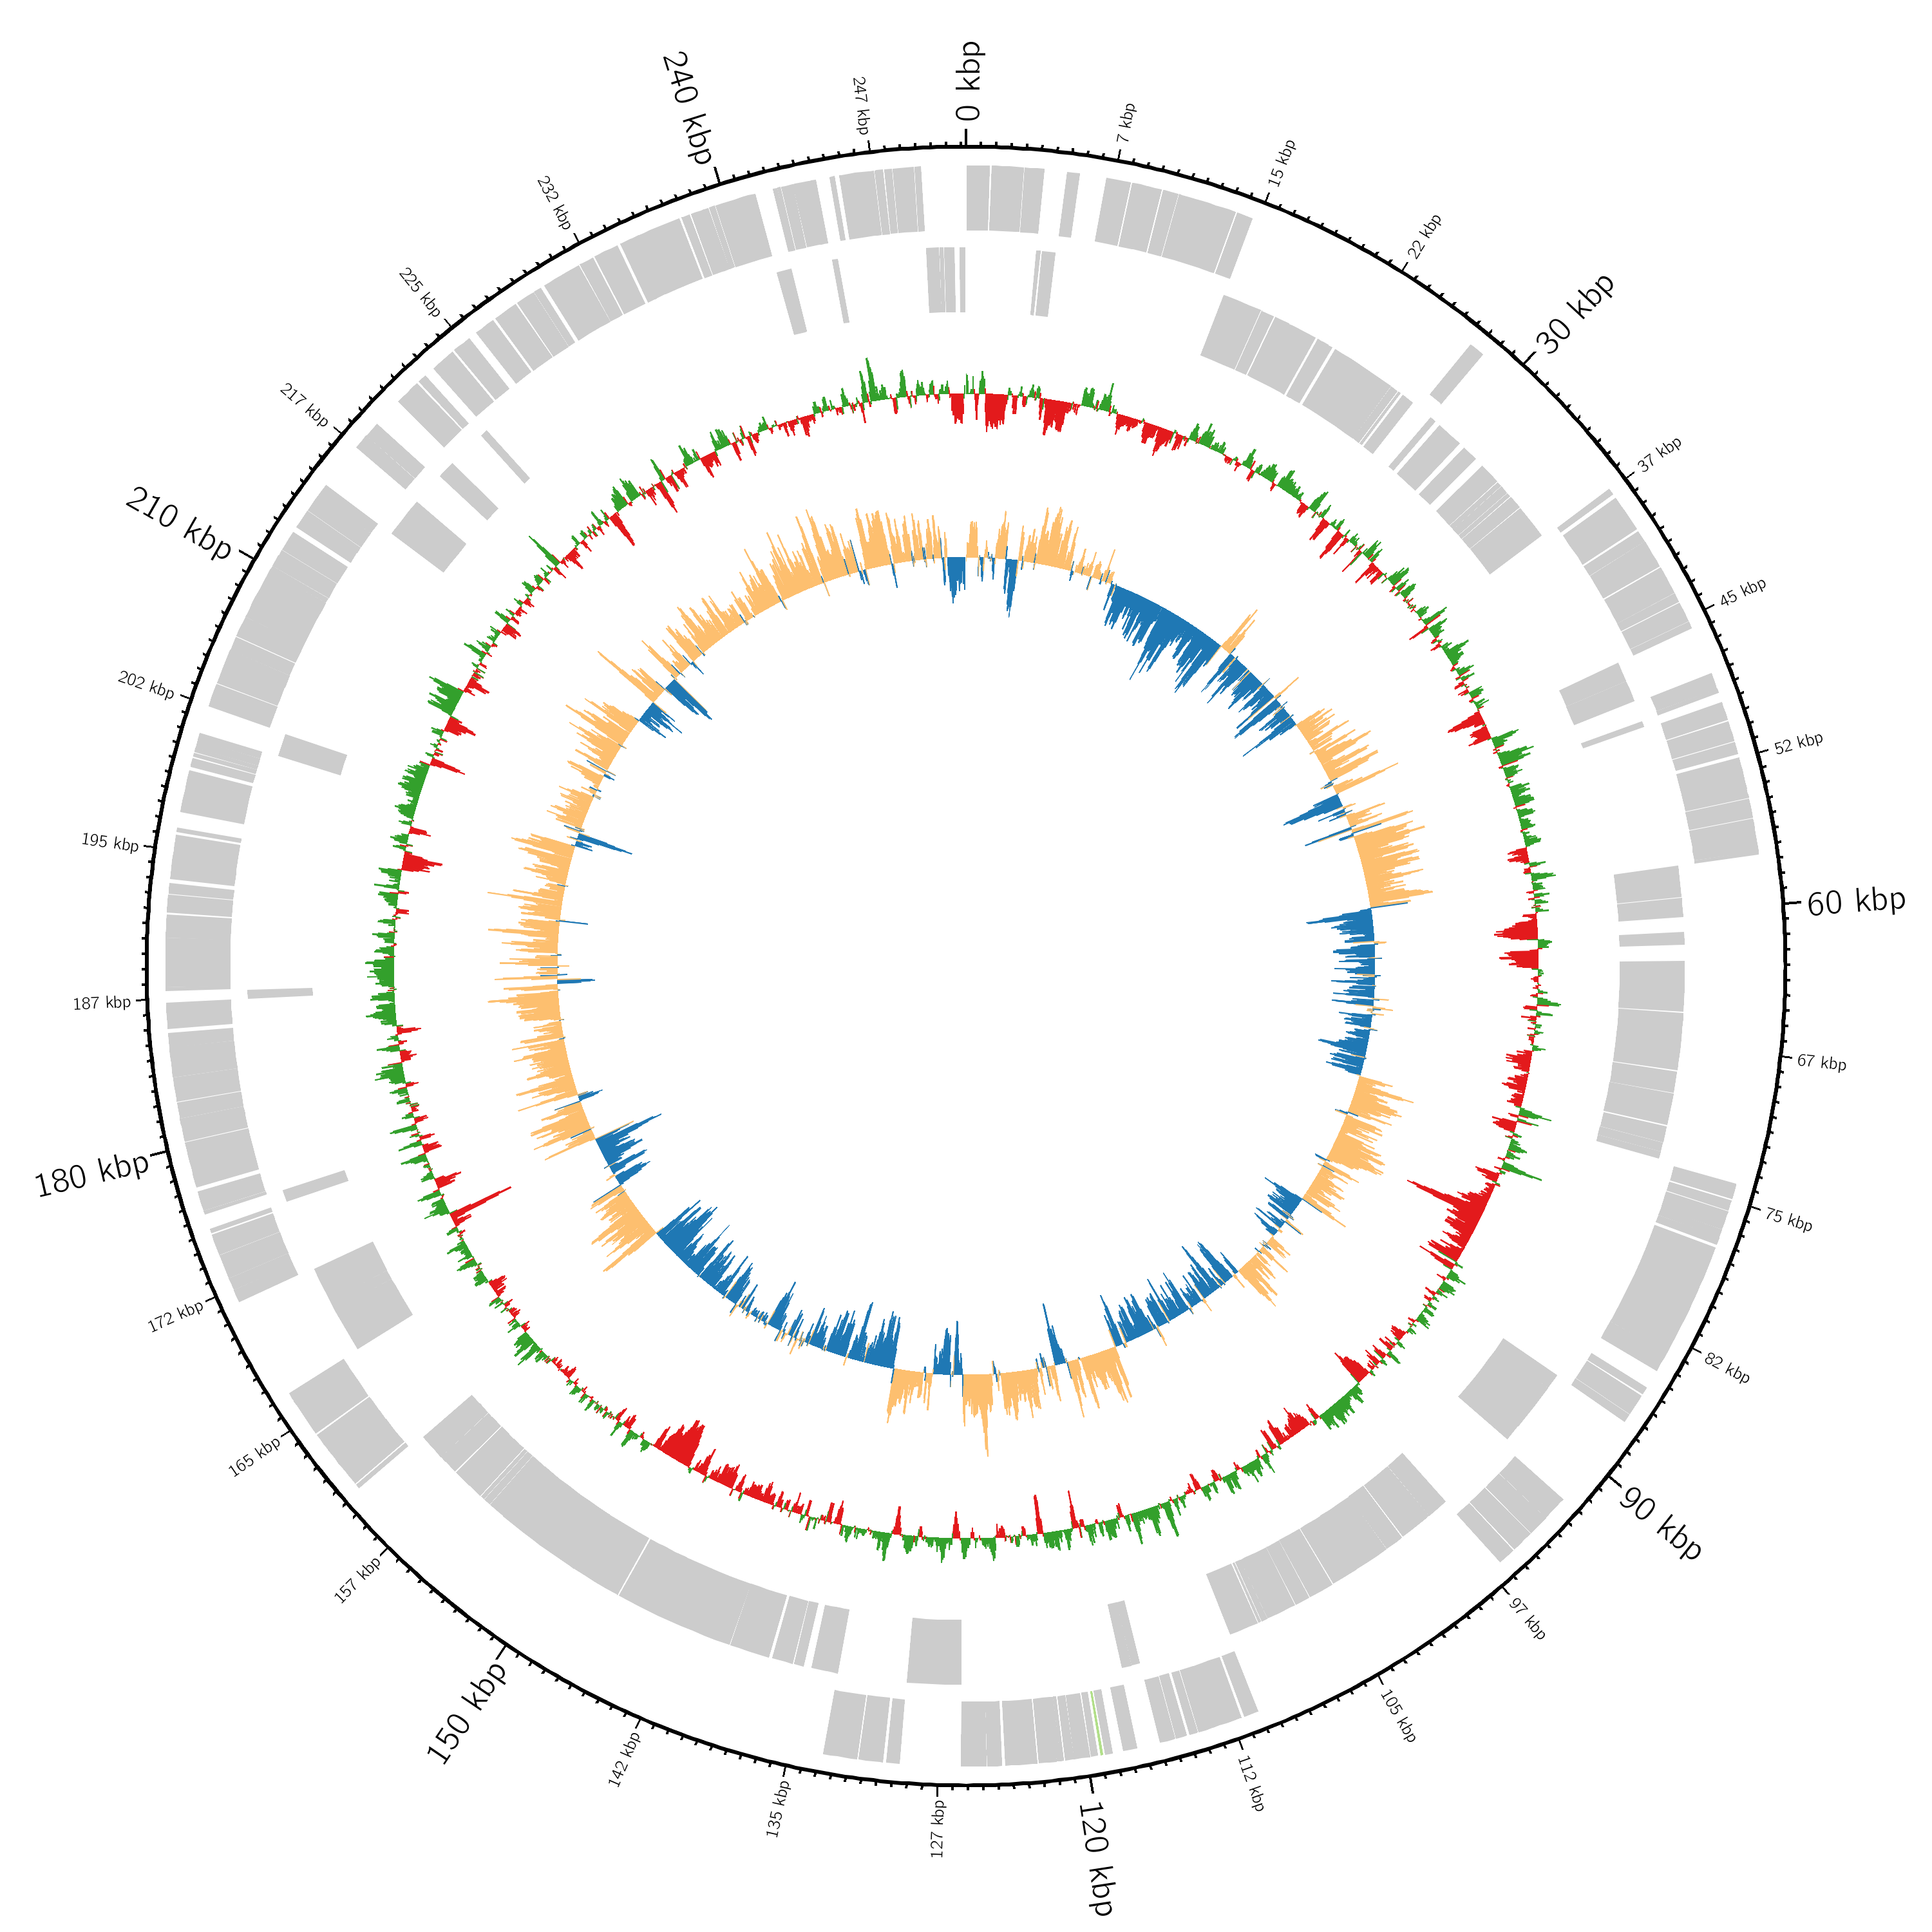 0 kbp
7 kbp
15 kbp
22 kbp
30 kbp
37 kbp
45 kbp
52 kbp
60 kbp
67 kbp
75 kbp
82 kbp
90 kbp
97 kbp
105 kbp
112 kbp
120 kbp
127 kbp
135 kbp
142 kbp
150 kbp
157 kbp
165 kbp
172 kbp
180 kbp
187 kbp
195 kbp
202 kbp
210 kbp
217 kbp
225 kbp
232 kbp
240 kbp
247 kbp